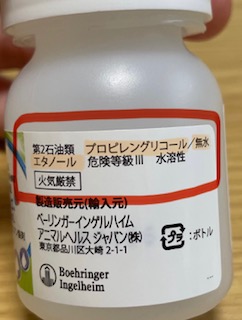 第2石油類 プロピレングリコール／無水
エタノール 危険等級Ⅲ 水溶性
火気厳禁
製造販売元(輸入元)
ベーリンガーインゲルハイム
アニマルヘルス ジャパン(株)
東京都品川区大崎 2-1-1
プラ :ボトル
Boehringer
Ingelheim